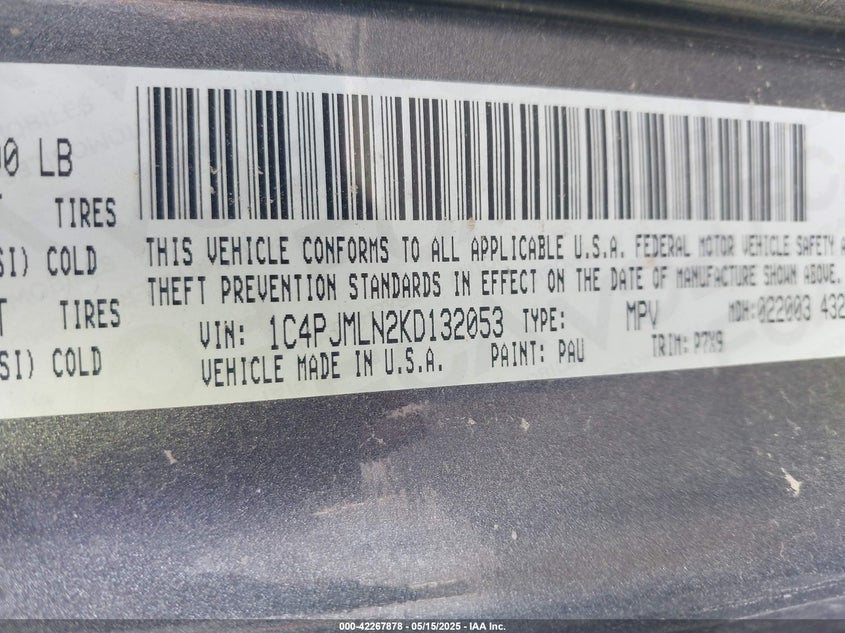 00 LB
TIRES
SI) COLD
TIRES
SI) COLD
THIS VEHICLE CONFORMS TO ALL APPLICABLE U.S.A. FEDERAL MOTOR VEHICLE SAFETY
THEFT PREVENTION STANDARDS IN EFFECT ON THE DATE OF MANUFACTURE SHOWN ABOVE.
VIN: 1C4PJMLN2KD132053 TYPE: MPV MDH:022003 432
VEHICLE MADE IN U.S.A. PAINT: PAU TRIM: P7X9
000-42267878 - 05/15/2025 - IAA Inc.